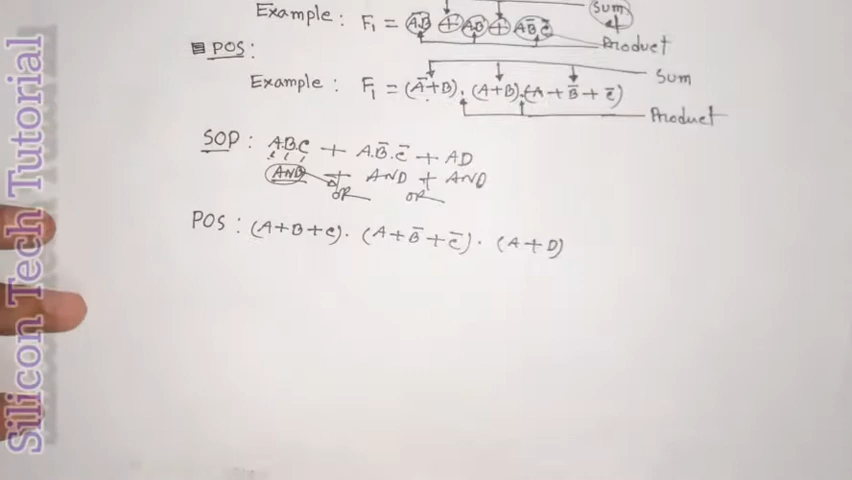 Sum
Example : F₁ = A̅B + AB̅ + AB̅C̅
of
Product
POS :
Example : F₁ = (A̅+B). (A+B).(A+B̅+C̅)
Sum
Product
SOP : A.B.C + A.B̅.C̅ + AD
AND + AND + AND
OR OR
POS : (A+B+C). (A+B̅+C̅). (A+D)
Silicon Tech Tutorial